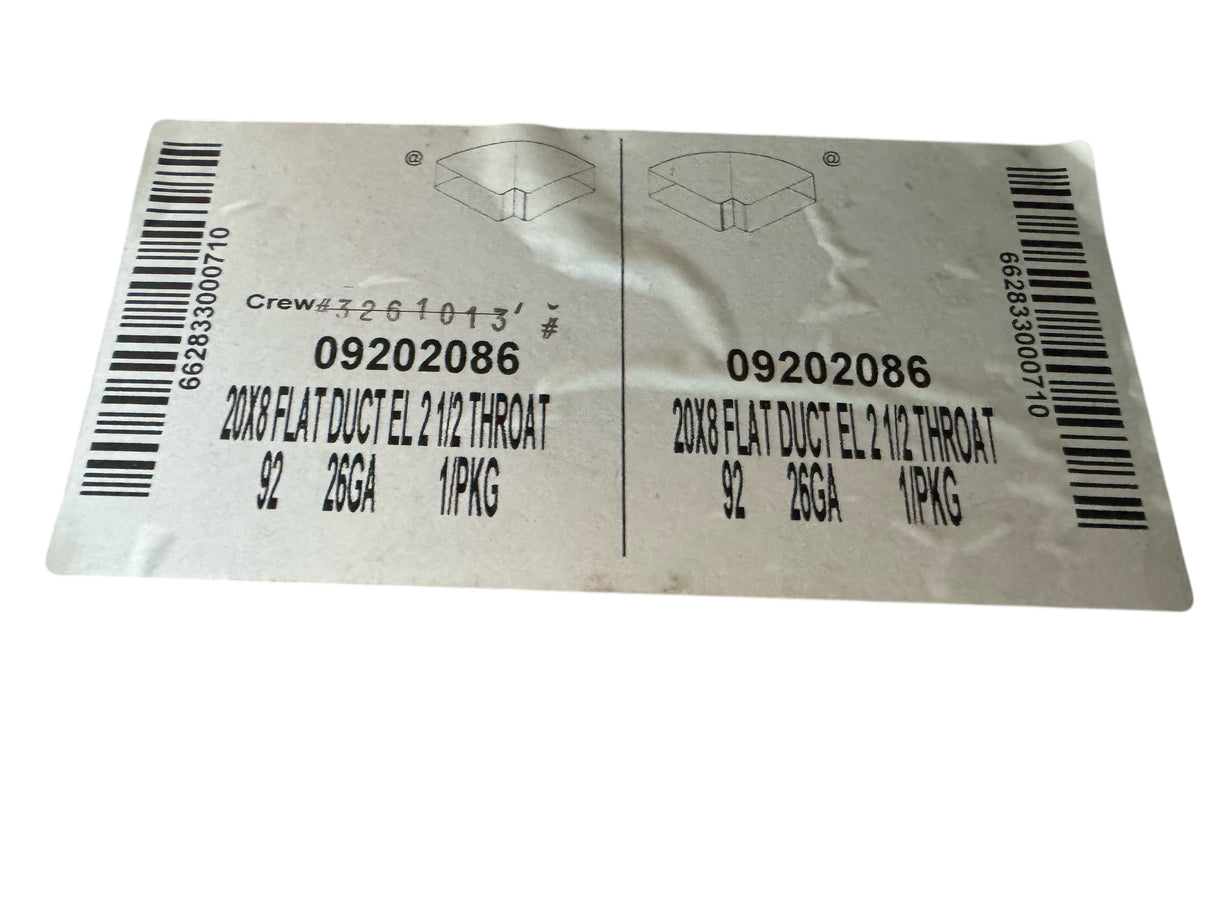 662833000710
@
Crew #3261013'
#
09202086
20X8 FLAT DUCT EL 2 1/2 THROAT
92 26GA 1/PKG
@
09202086
20X8 FLAT DUCT EL 2 1/2 THROAT
92 26GA 1/PKG
662833000710